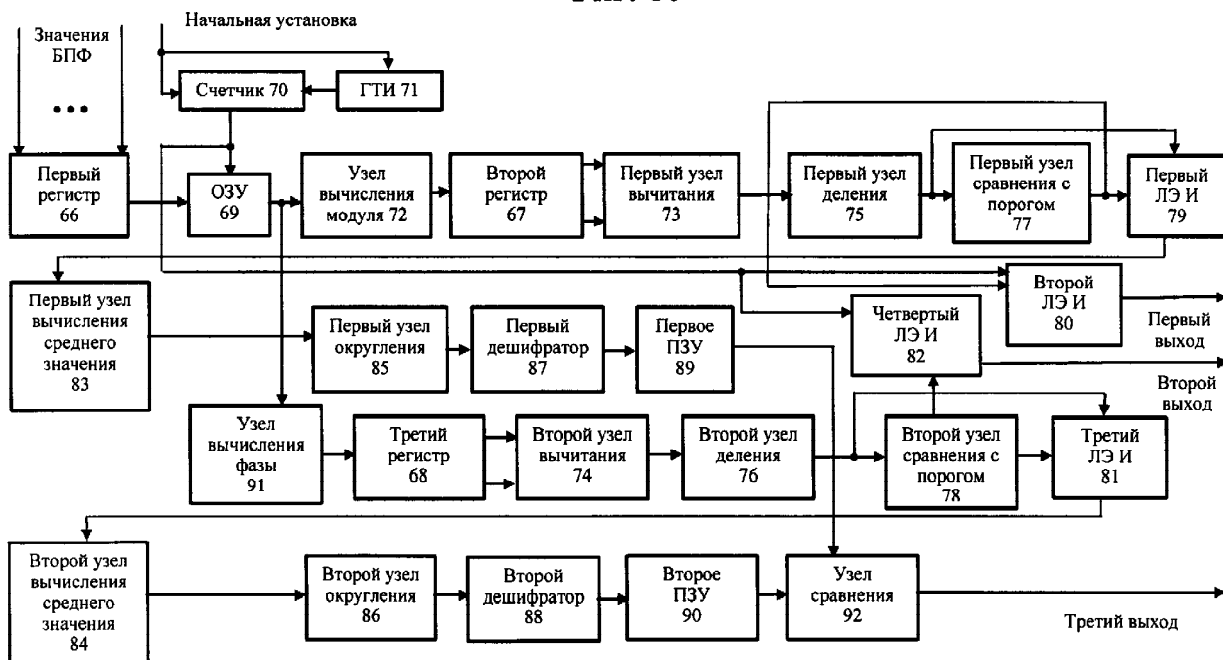 Начальная установка
Значения
БПФ
Счетчик 70
ГТИ 71
Первый
регистр
66
ОЗУ
69
Узел
вычисления
модуля 72
Второй
регистр
67
Первый узел
вычитания
73
Первый узел
деления
75
Первый узел
сравнения с
порогом
77
Первый
ЛЭ И
79
Первый узел
вычисления
среднего
значения
83
Первый узел
округления
85
Первый
дешифратор
87
Первое
ПЗУ
89
Четвертый
ЛЭ И
82
Второй
ЛЭ И
80
Первый
выход
Второй
выход
Узел
вычисления
фазы
91
Третий
регистр
68
Второй узел
вычитания
74
Второй узел
деления
76
Второй узел
сравнения с
порогом
78
Третий
ЛЭ И
81
Второй узел
вычисления
среднего
значения
84
Второй узел
округления
86
Второй
дешифратор
88
Второе
ПЗУ
90
Узел
сравнения
92
Третий выход